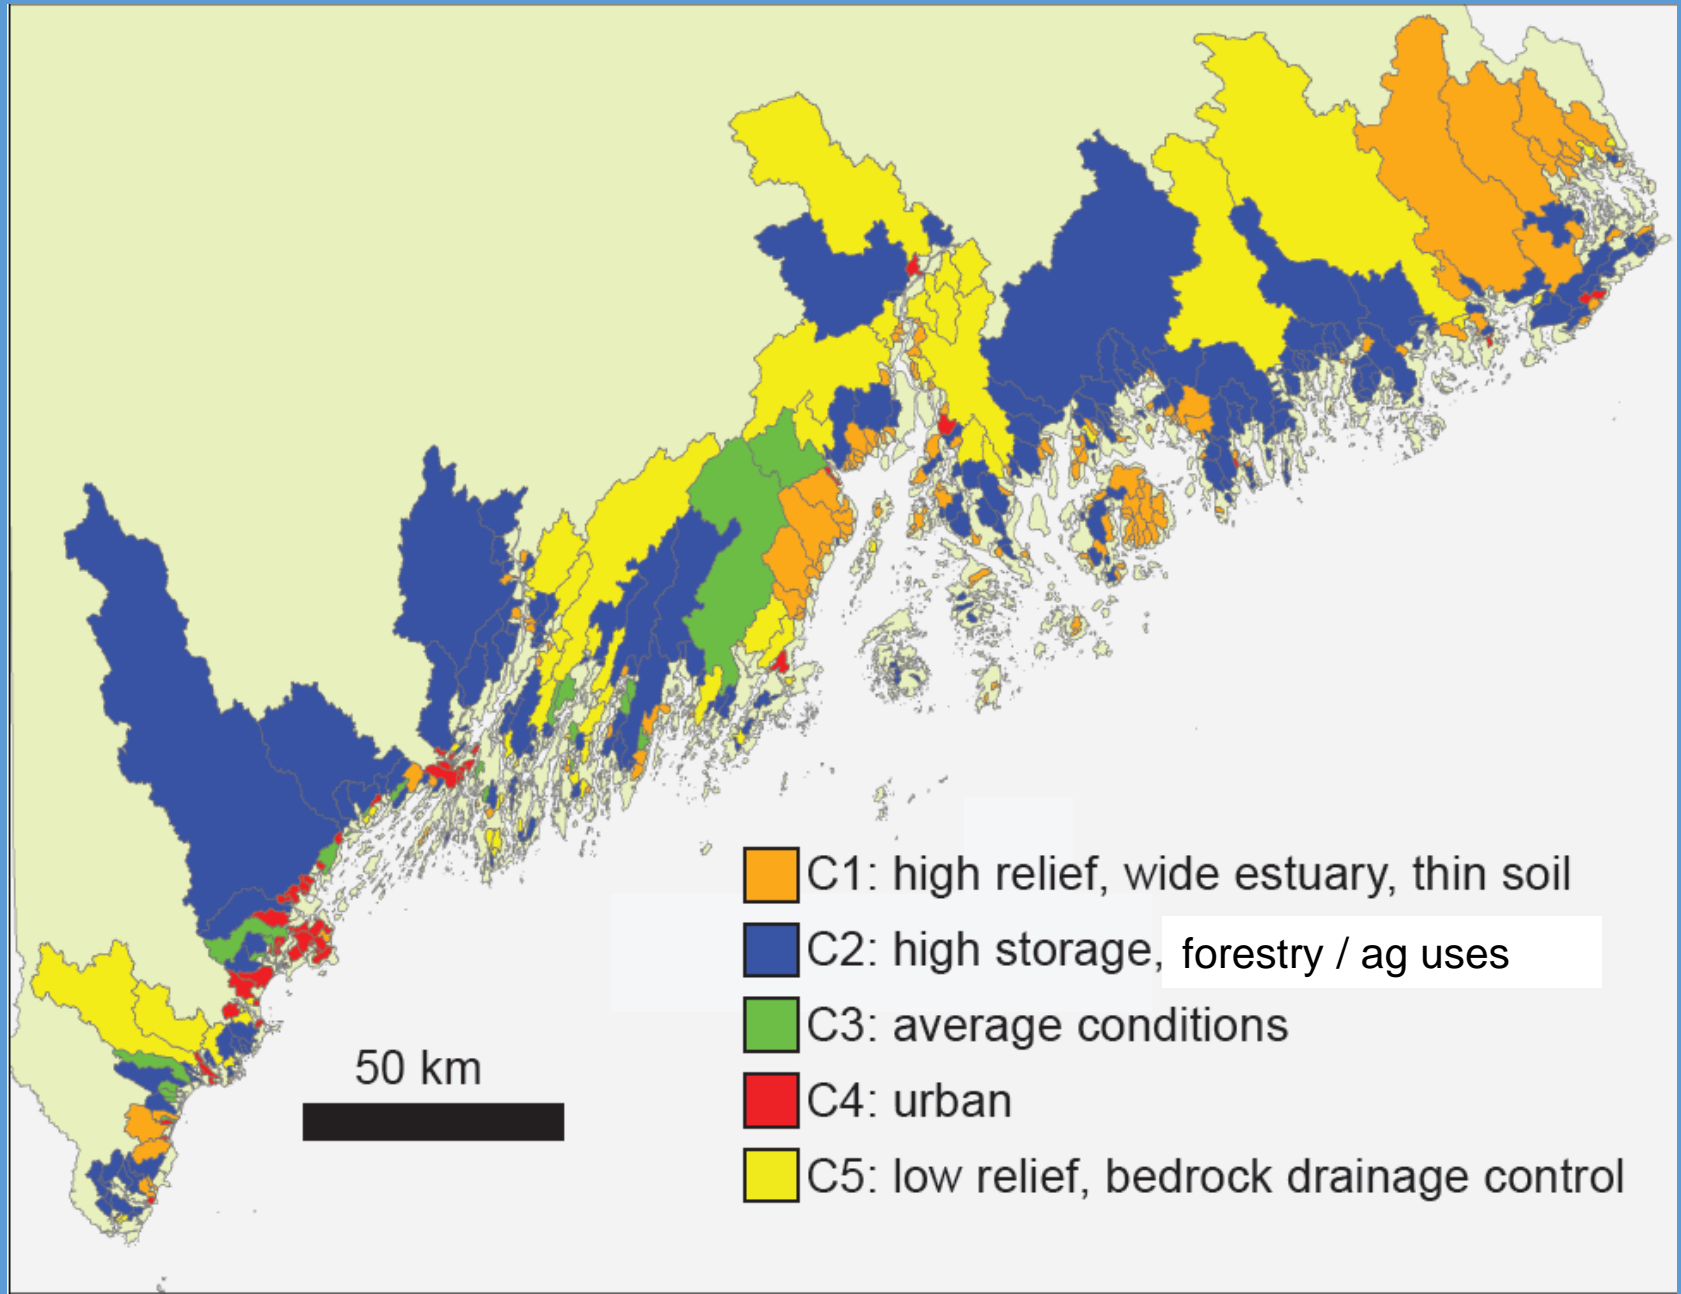 C1: high relief, wide estuary, thin soil
C2: high storage, forestry / ag uses
C3: average conditions
50 km
C4: urban
C5: low relief, bedrock drainage control